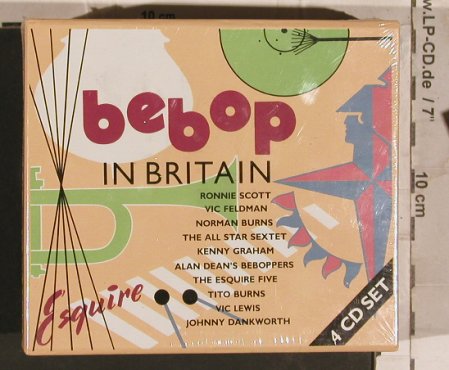 10 cm
www.LP-CD.de / 7"
10 cm
bebop
IN BRITAIN
RONNIE SCOTT
VIC FELDMAN
NORMAN BURNS
THE ALL STAR SEXTET
KENNY GRAHAM
ALAN DEAN'S BEBOPPERS
THE ESQUIRE FIVE
TITO BURNS
VIC LEWIS
JOHNNY DANKWORTH
Esquire
4 CD SET